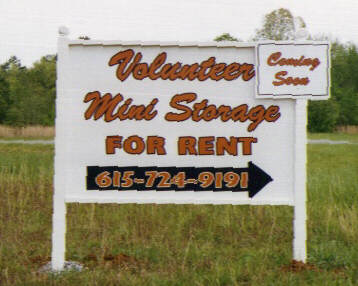 Volunteer
Mini Storage
FOR RENT
615-724-9191
Coming
Soon